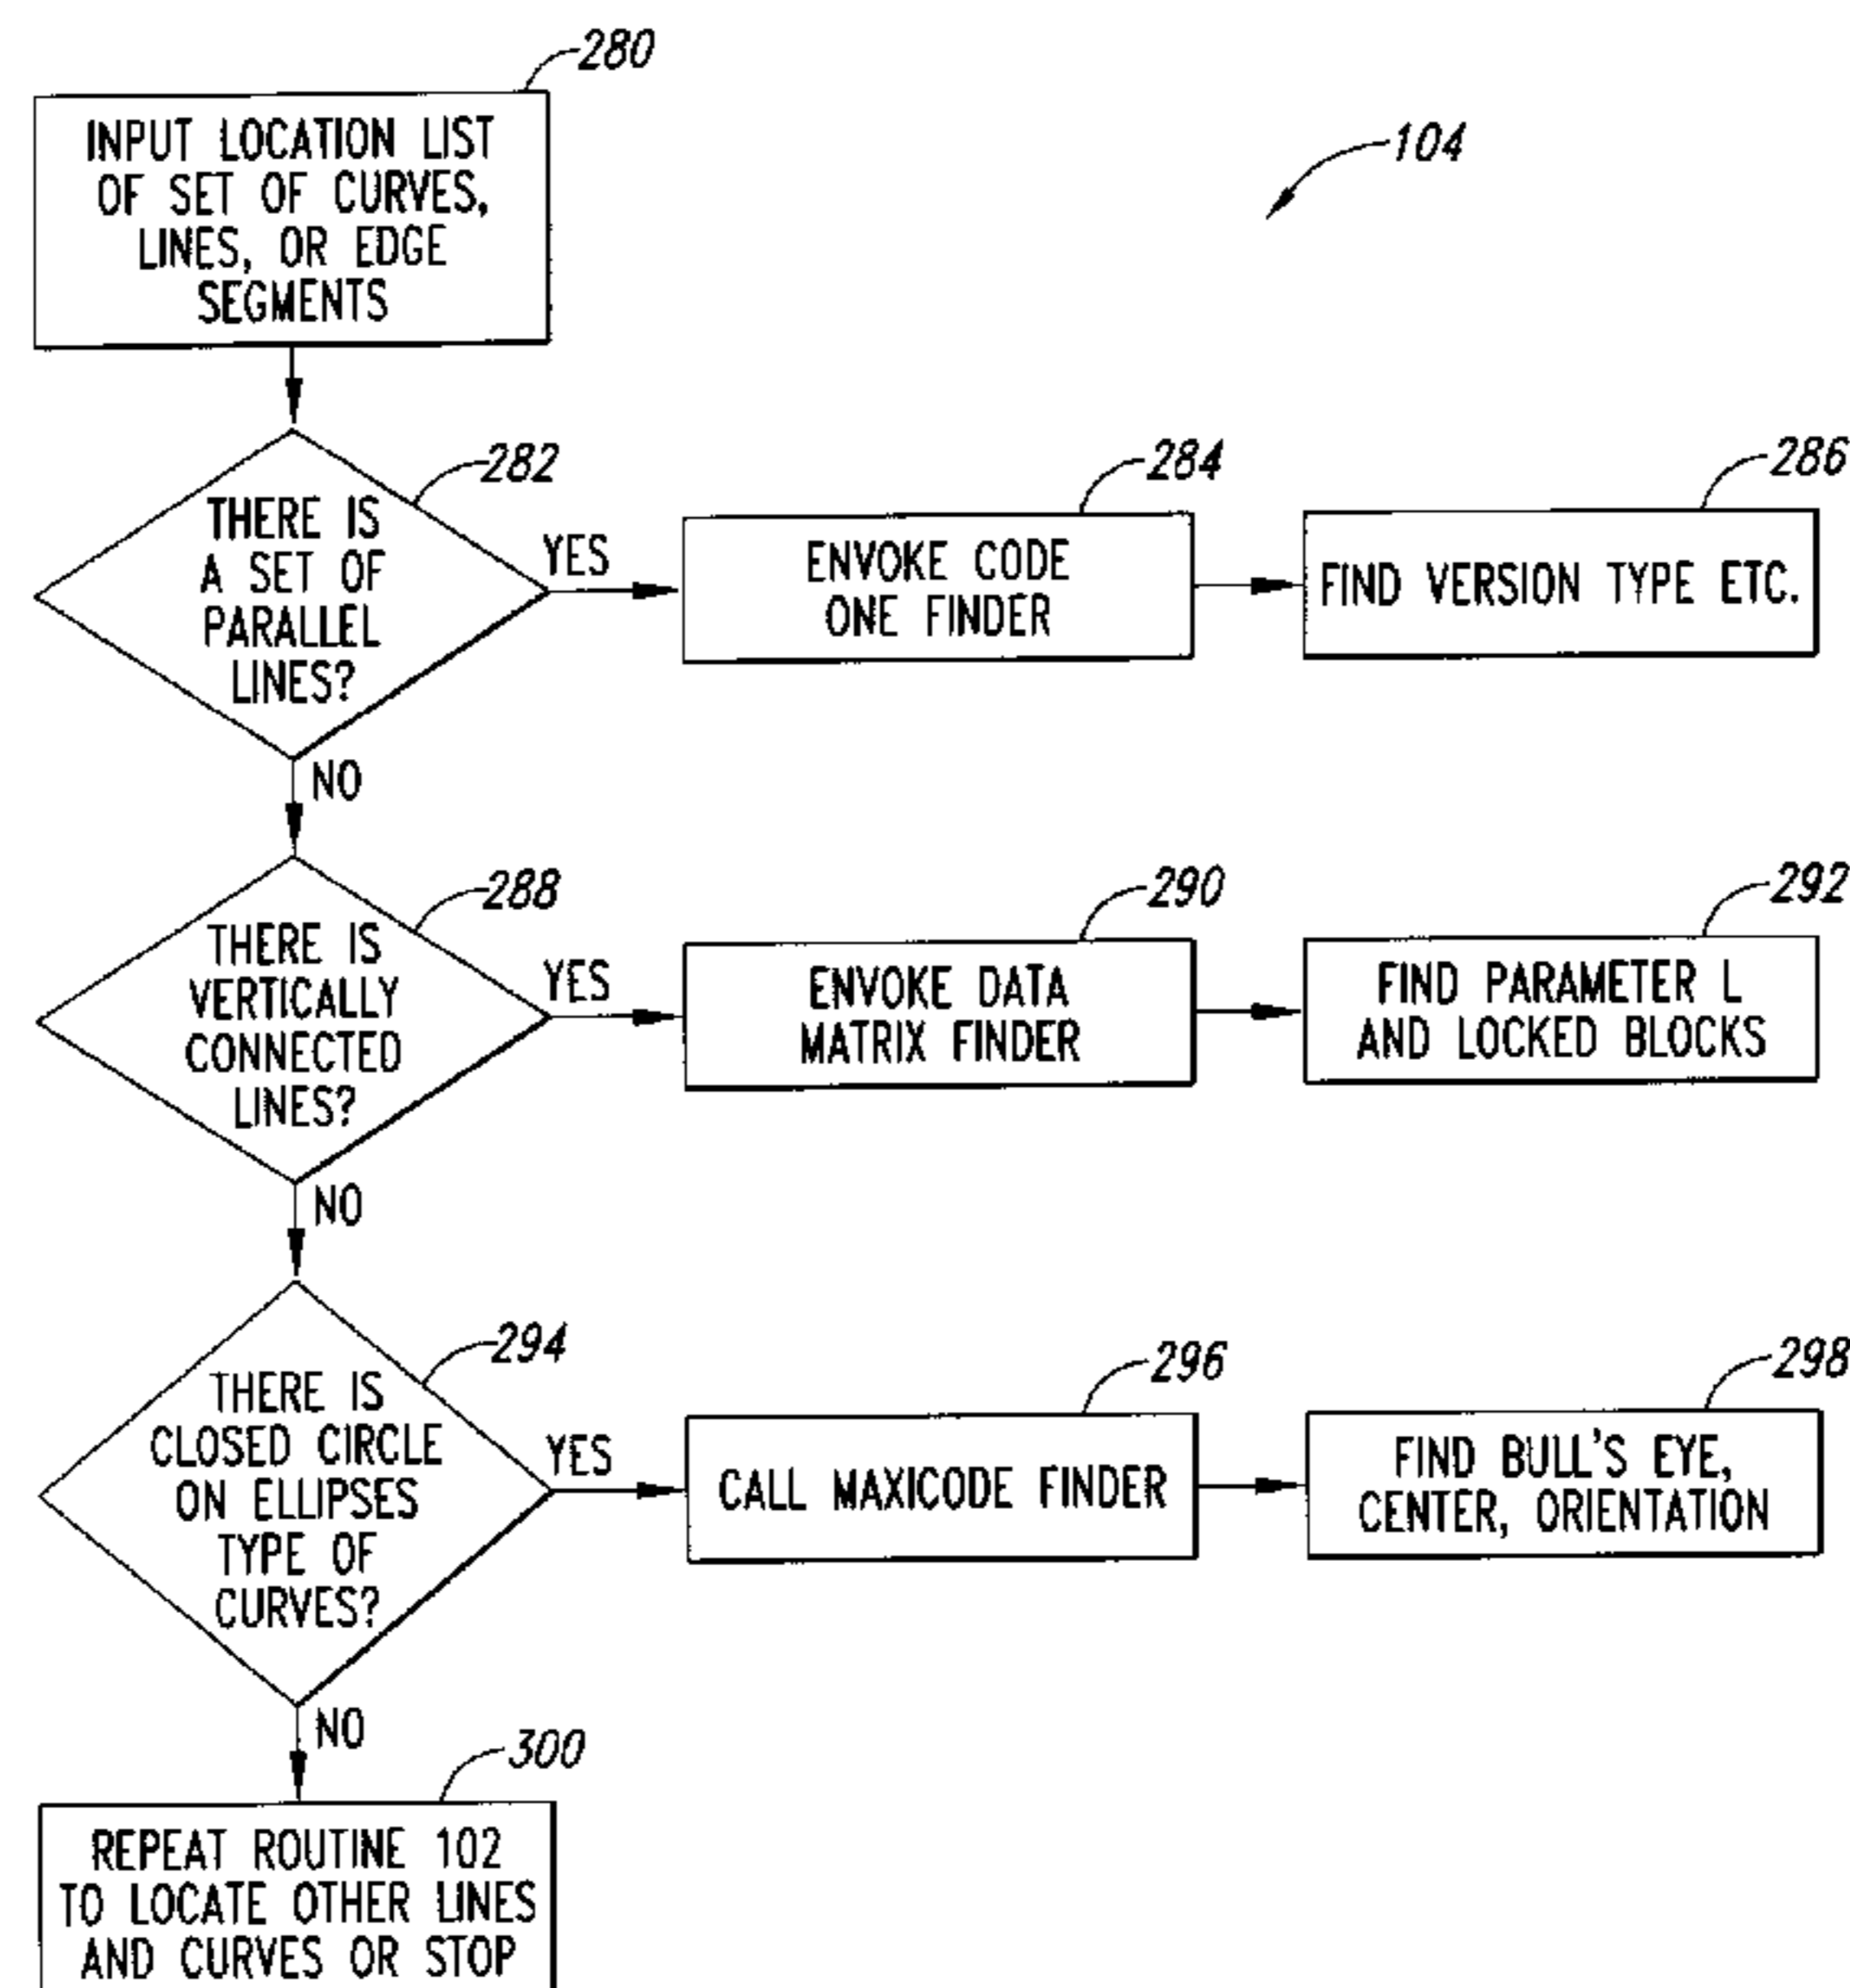 280
INPUT LOCATION LIST
OF SET OF CURVES,
LINES, OR EDGE
SEGMENTS
104
282
THERE IS
A SET OF
PARALLEL
LINES?
YES
NO
284
ENVOKE CODE
ONE FINDER
286
FIND VERSION TYPE ETC.
288
THERE IS
VERTICALLY
CONNECTED
LINES?
YES
NO
290
ENVOKE DATA
MATRIX FINDER
292
FIND PARAMETER L
AND LOCKED BLOCKS
294
THERE IS
CLOSED CIRCLE
ON ELLIPSES
TYPE OF
CURVES?
YES
NO
296
CALL MAXICODE FINDER
298
FIND BULL'S EYE,
CENTER, ORIENTATION
300
REPEAT ROUTINE 102
TO LOCATE OTHER LINES
AND CURVES OR STOP